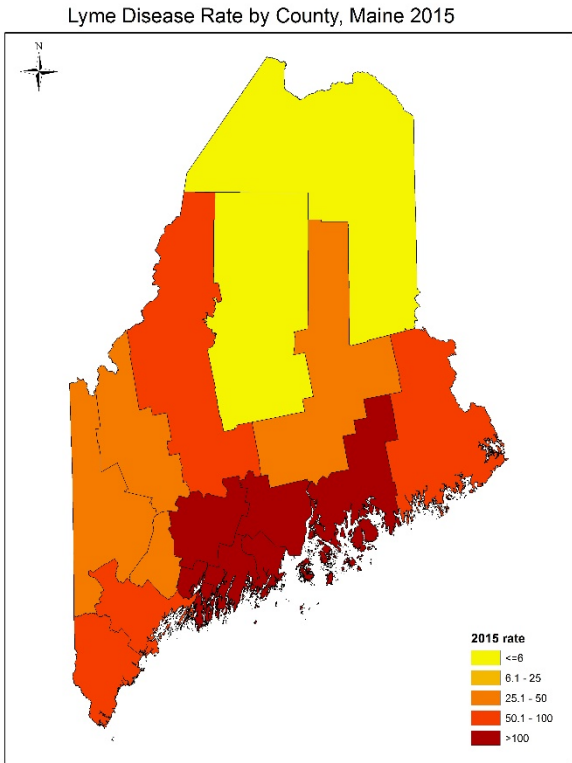 Lyme Disease Rate by County, Maine 2015
N
2015 rate
<=6
6.1 - 25
25.1 - 50
50.1 - 100
>100